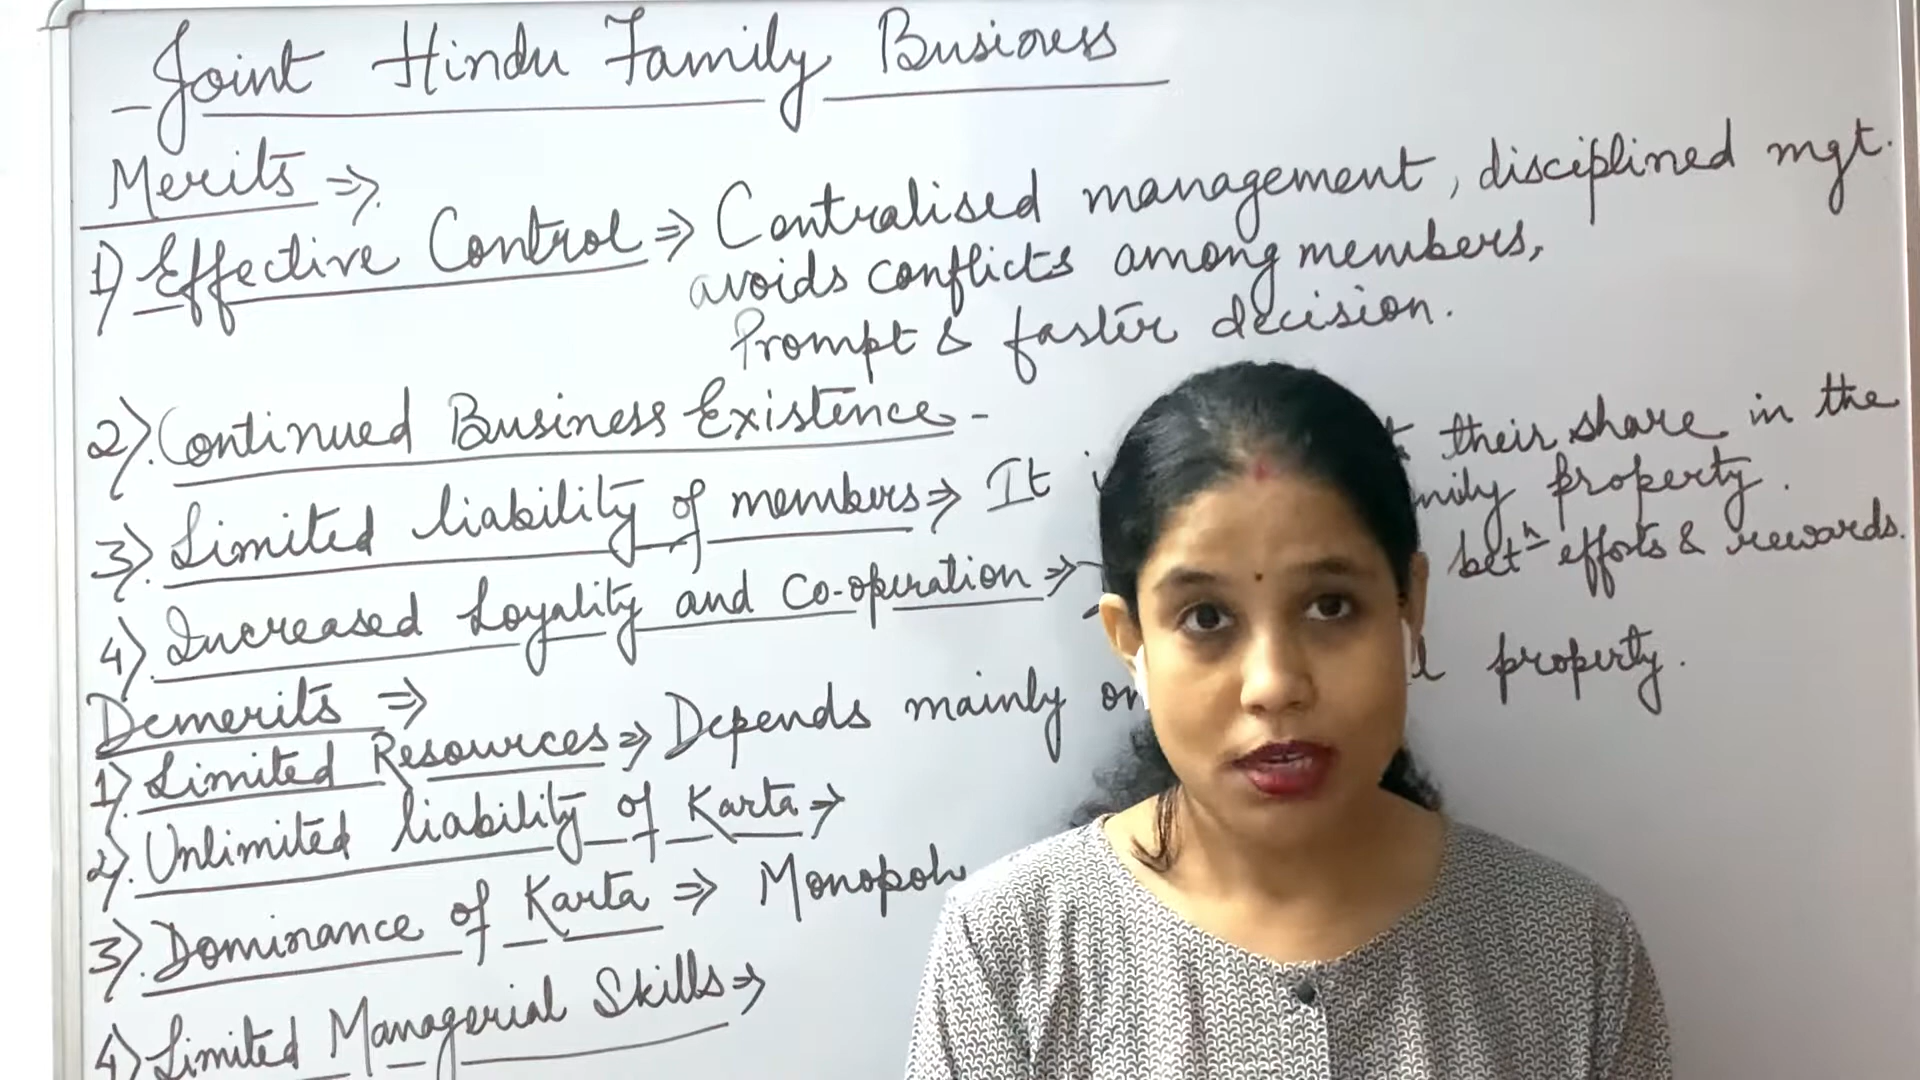 Joint Hindu Family Business
Merits ⇒
1) Effective Control ⇒ Centralised management, disciplined mgt.
avoids conflicts among members,
Prompt & faster decision.
2) Continued Business Existence -
3) Limited liability of members ⇒ It their share in the
property.
4) Increased Loyality and Co-operation ⇒ betn efforts & rewards.
Demerits ⇒
1) Limited Resources ⇒ Depends mainly on property.
2) Unlimited liability of Karta ⇒
3) Dominance of Karta ⇒
4) Limited Managerial Skills ⇒